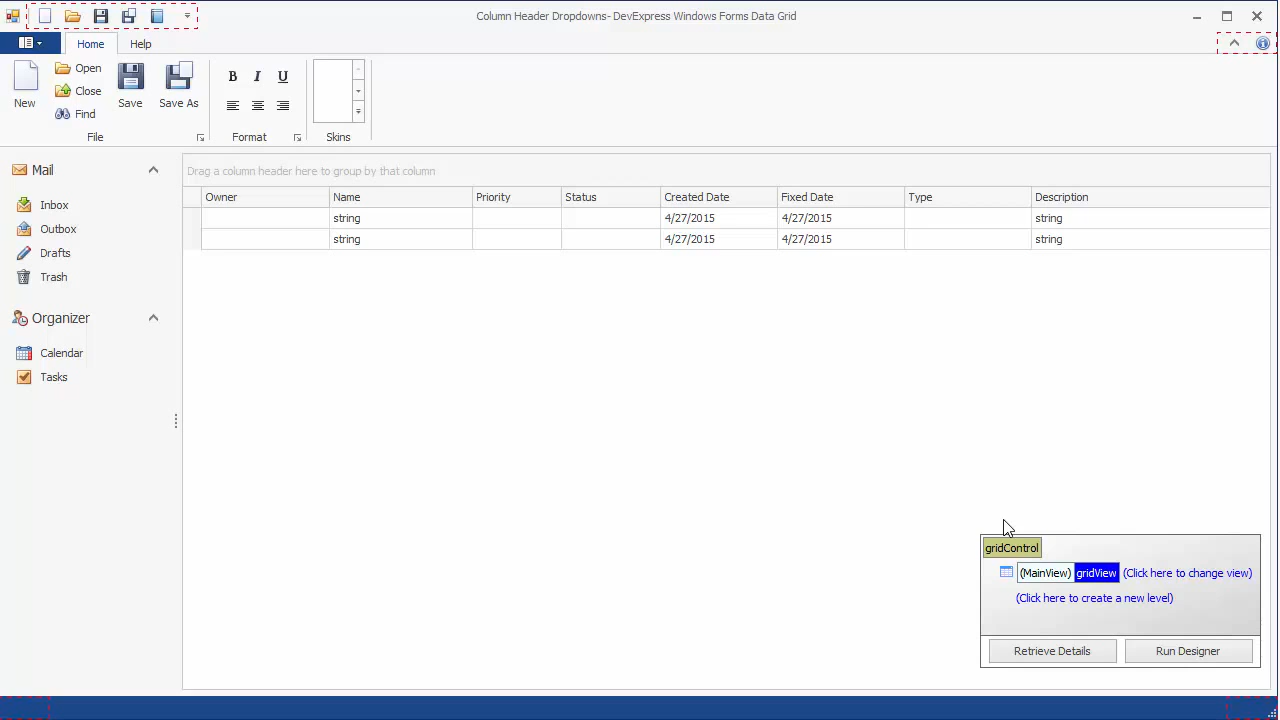 Column Header Dropdowns- DevExpress Windows Forms Data Grid
Home Help
New Open Close Find Save Save As
B I U
File Format Skins
Mail
Inbox
Outbox
Drafts
Trash
Organizer
Calendar
Tasks
Drag a column header here to group by that column
Owner Name Priority Status Created Date Fixed Date Type Description
string 4/27/2015 4/27/2015 string
string 4/27/2015 4/27/2015 string
gridControl
(MainView) gridView (Click here to change view)
(Click here to create a new level)
Retrieve Details Run Designer